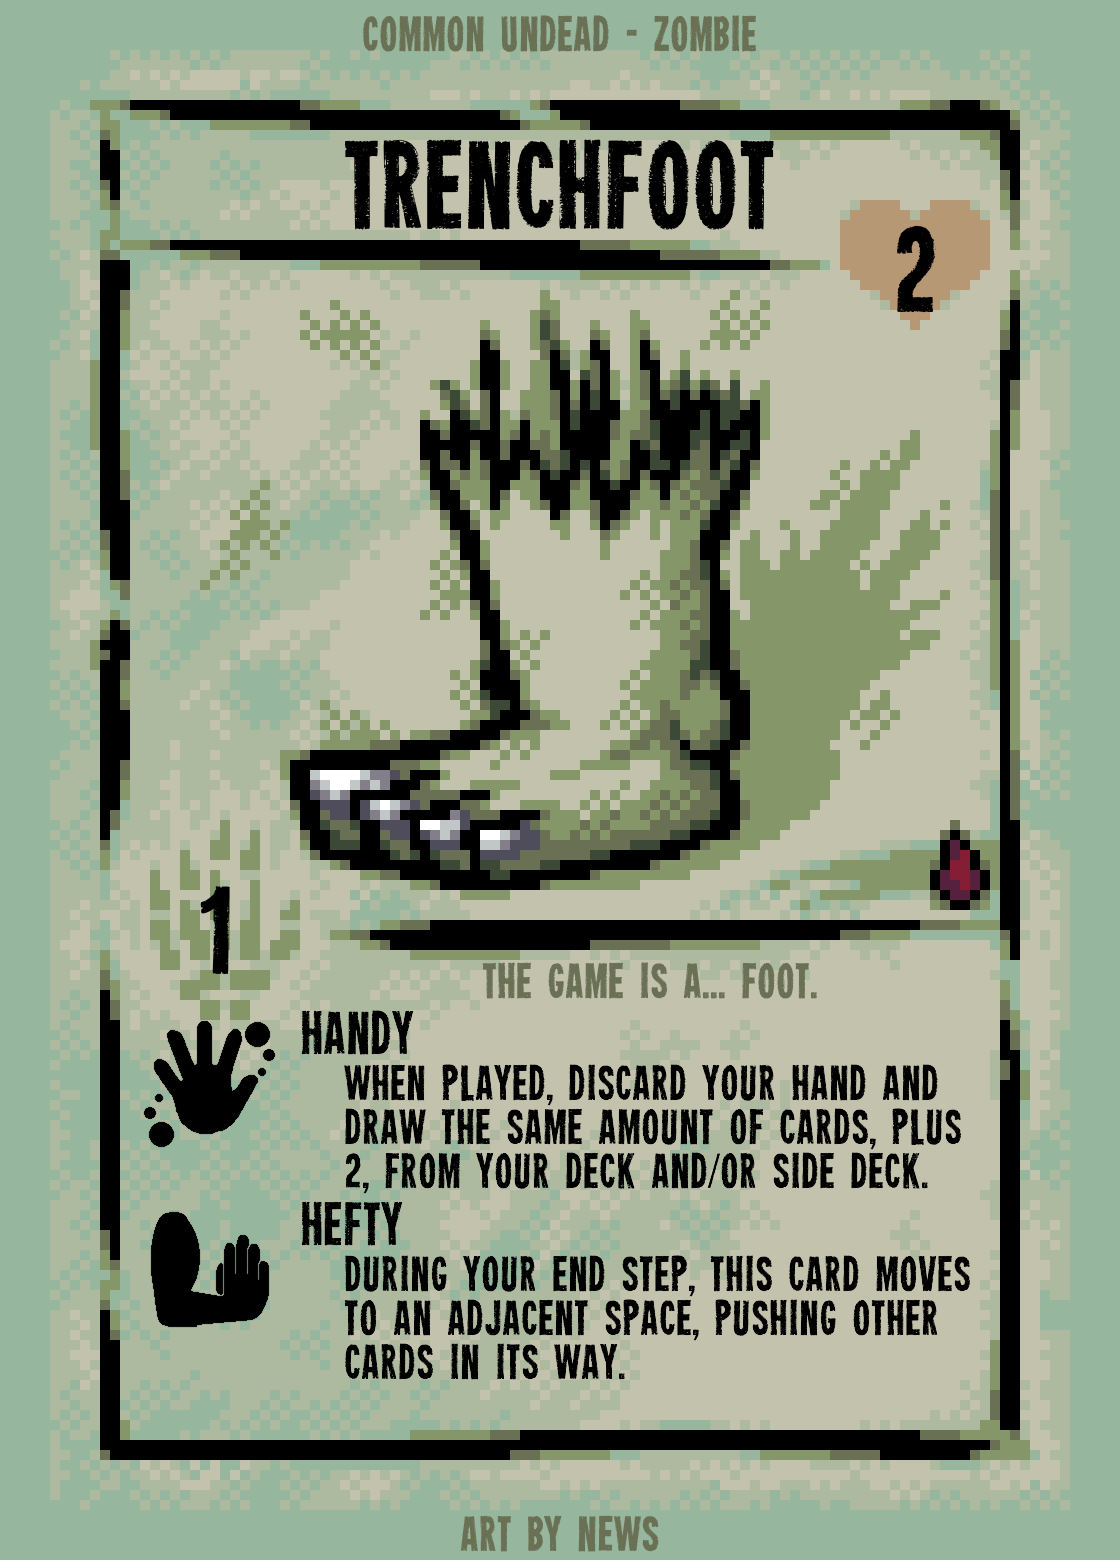 COMMON UNDEAD - ZOMBIE
TRENCHFOOT
2
1
THE GAME IS A... FOOT.
HANDY
WHEN PLAYED, DISCARD YOUR HAND AND
DRAW THE SAME AMOUNT OF CARDS, PLUS
2, FROM YOUR DECK AND/OR SIDE DECK.
HEFTY
DURING YOUR END STEP, THIS CARD MOVES
TO AN ADJACENT SPACE, PUSHING OTHER
CARDS IN ITS WAY.
ART BY NEWS